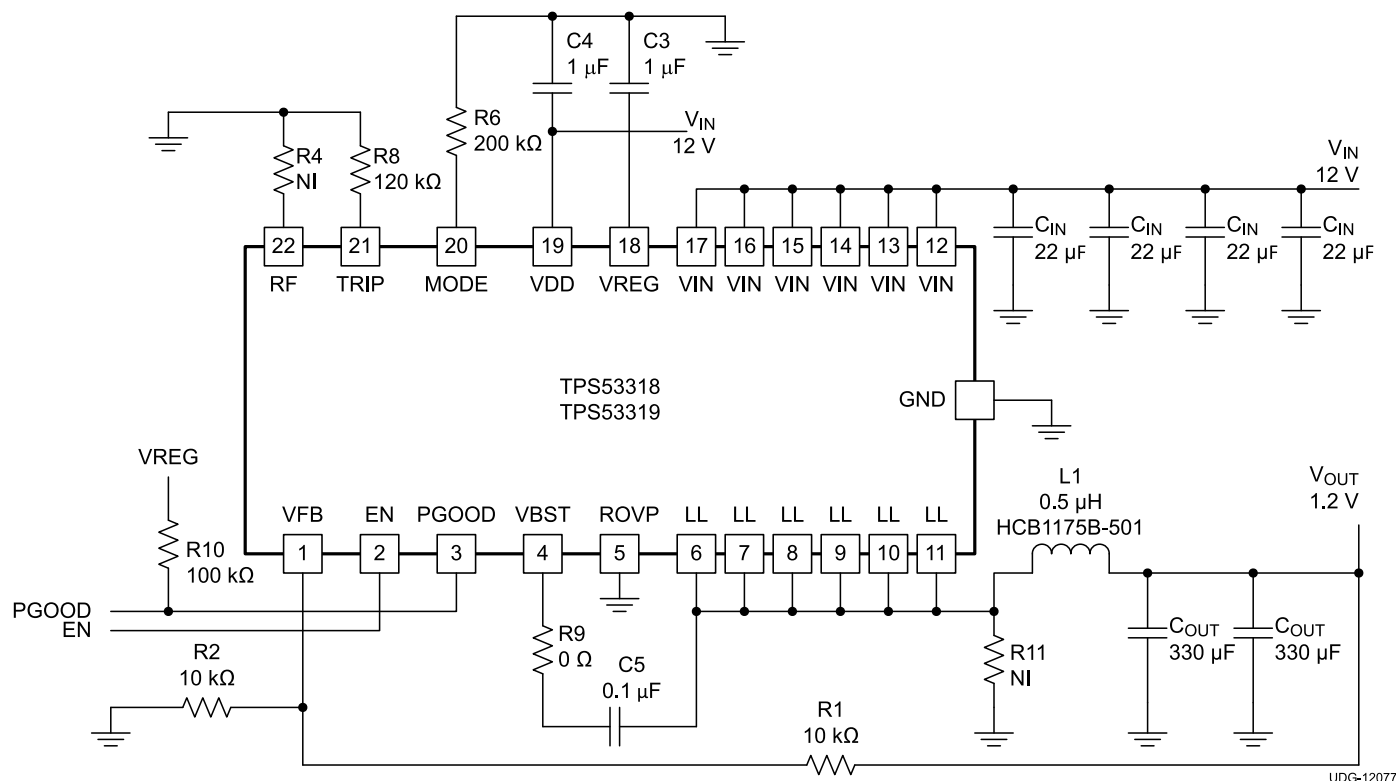 C4
1 μF
C3
1 μF
R6
200 kΩ
VIN
12 V
R4
NI
R8
120 kΩ
VIN
12 V
CIN
22 μF
CIN
22 μF
CIN
22 μF
CIN
22 μF
22
21
20
19
18
17
16
15
14
13
12
RF
TRIP
MODE
VDD
VREG
VIN
VIN
VIN
VIN
VIN
VIN
TPS53318
TPS53319
GND
VREG
R10
100 kΩ
VFB
EN
PGOOD
VBST
ROVP
LL
LL
LL
LL
LL
LL
1
2
3
4
5
6
7
8
9
10
11
L1
0.5 μH
HCB1175B-501
VOUT
1.2 V
PGOOD
EN
R9
0 Ω
C5
0.1 μF
R11
NI
COUT
330 μF
COUT
330 μF
R2
10 kΩ
R1
10 kΩ
UDG-12077